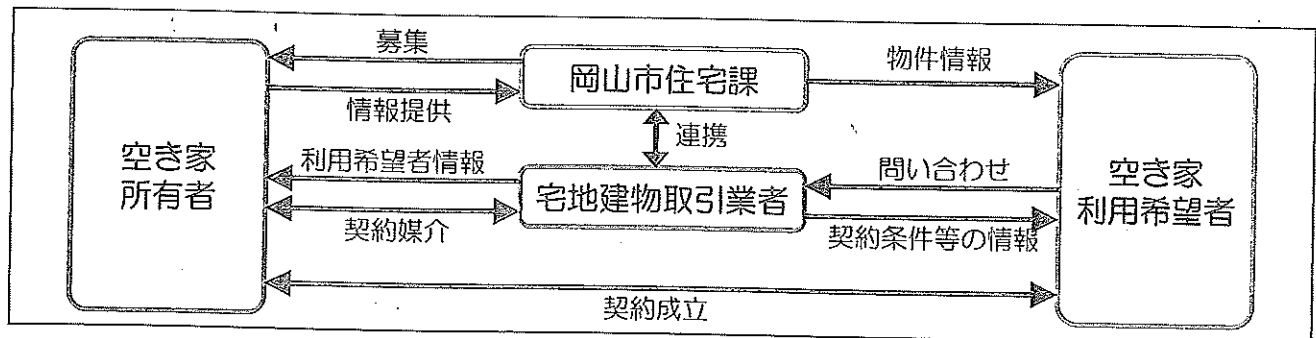 募集
岡山市住宅課
物件情報
情報提供
連携
空き家
所有者
利用希望者情報
宅地建物取引業者
問い合わせ
空き家
利用希望者
契約媒介
契約条件等の情報
契約成立